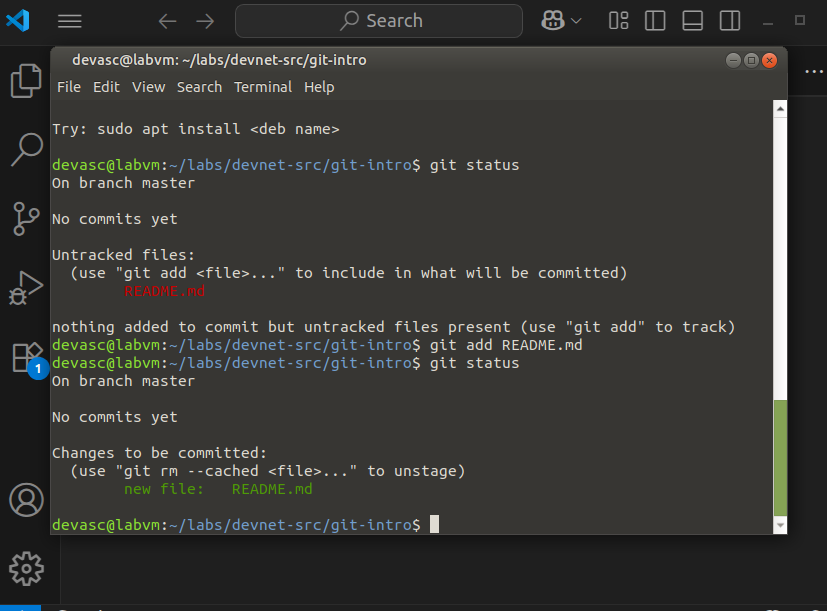 Search
devasc@labvm: ~/labs/devnet-src/git-intro
File Edit View Search Terminal Help
Try: sudo apt install <deb name>
devasc@labvm:~/labs/devnet-src/git-intro$ git status
On branch master
No commits yet
Untracked files:
  (use "git add <file>..." to include in what will be committed)
        README.md
nothing added to commit but untracked files present (use "git add" to track)
devasc@labvm:~/labs/devnet-src/git-intro$ git add README.md
devasc@labvm:~/labs/devnet-src/git-intro$ git status
On branch master
No commits yet
Changes to be committed:
  (use "git rm --cached <file>..." to unstage)
        new file:   README.md
devasc@labvm:~/labs/devnet-src/git-intro$
1